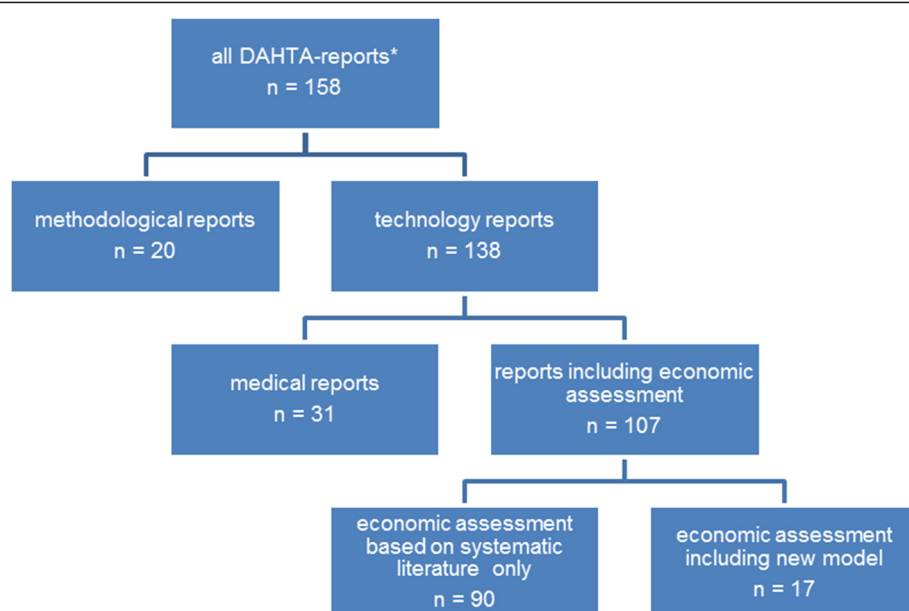 all DAHTA-reports*
n = 158
methodological reports
n = 20
technology reports
n = 138
medical reports
n = 31
reports including economic
assessment
n = 107
economic assessment
based on systematic
literature only
n = 90
economic assessment
including new model
n = 17